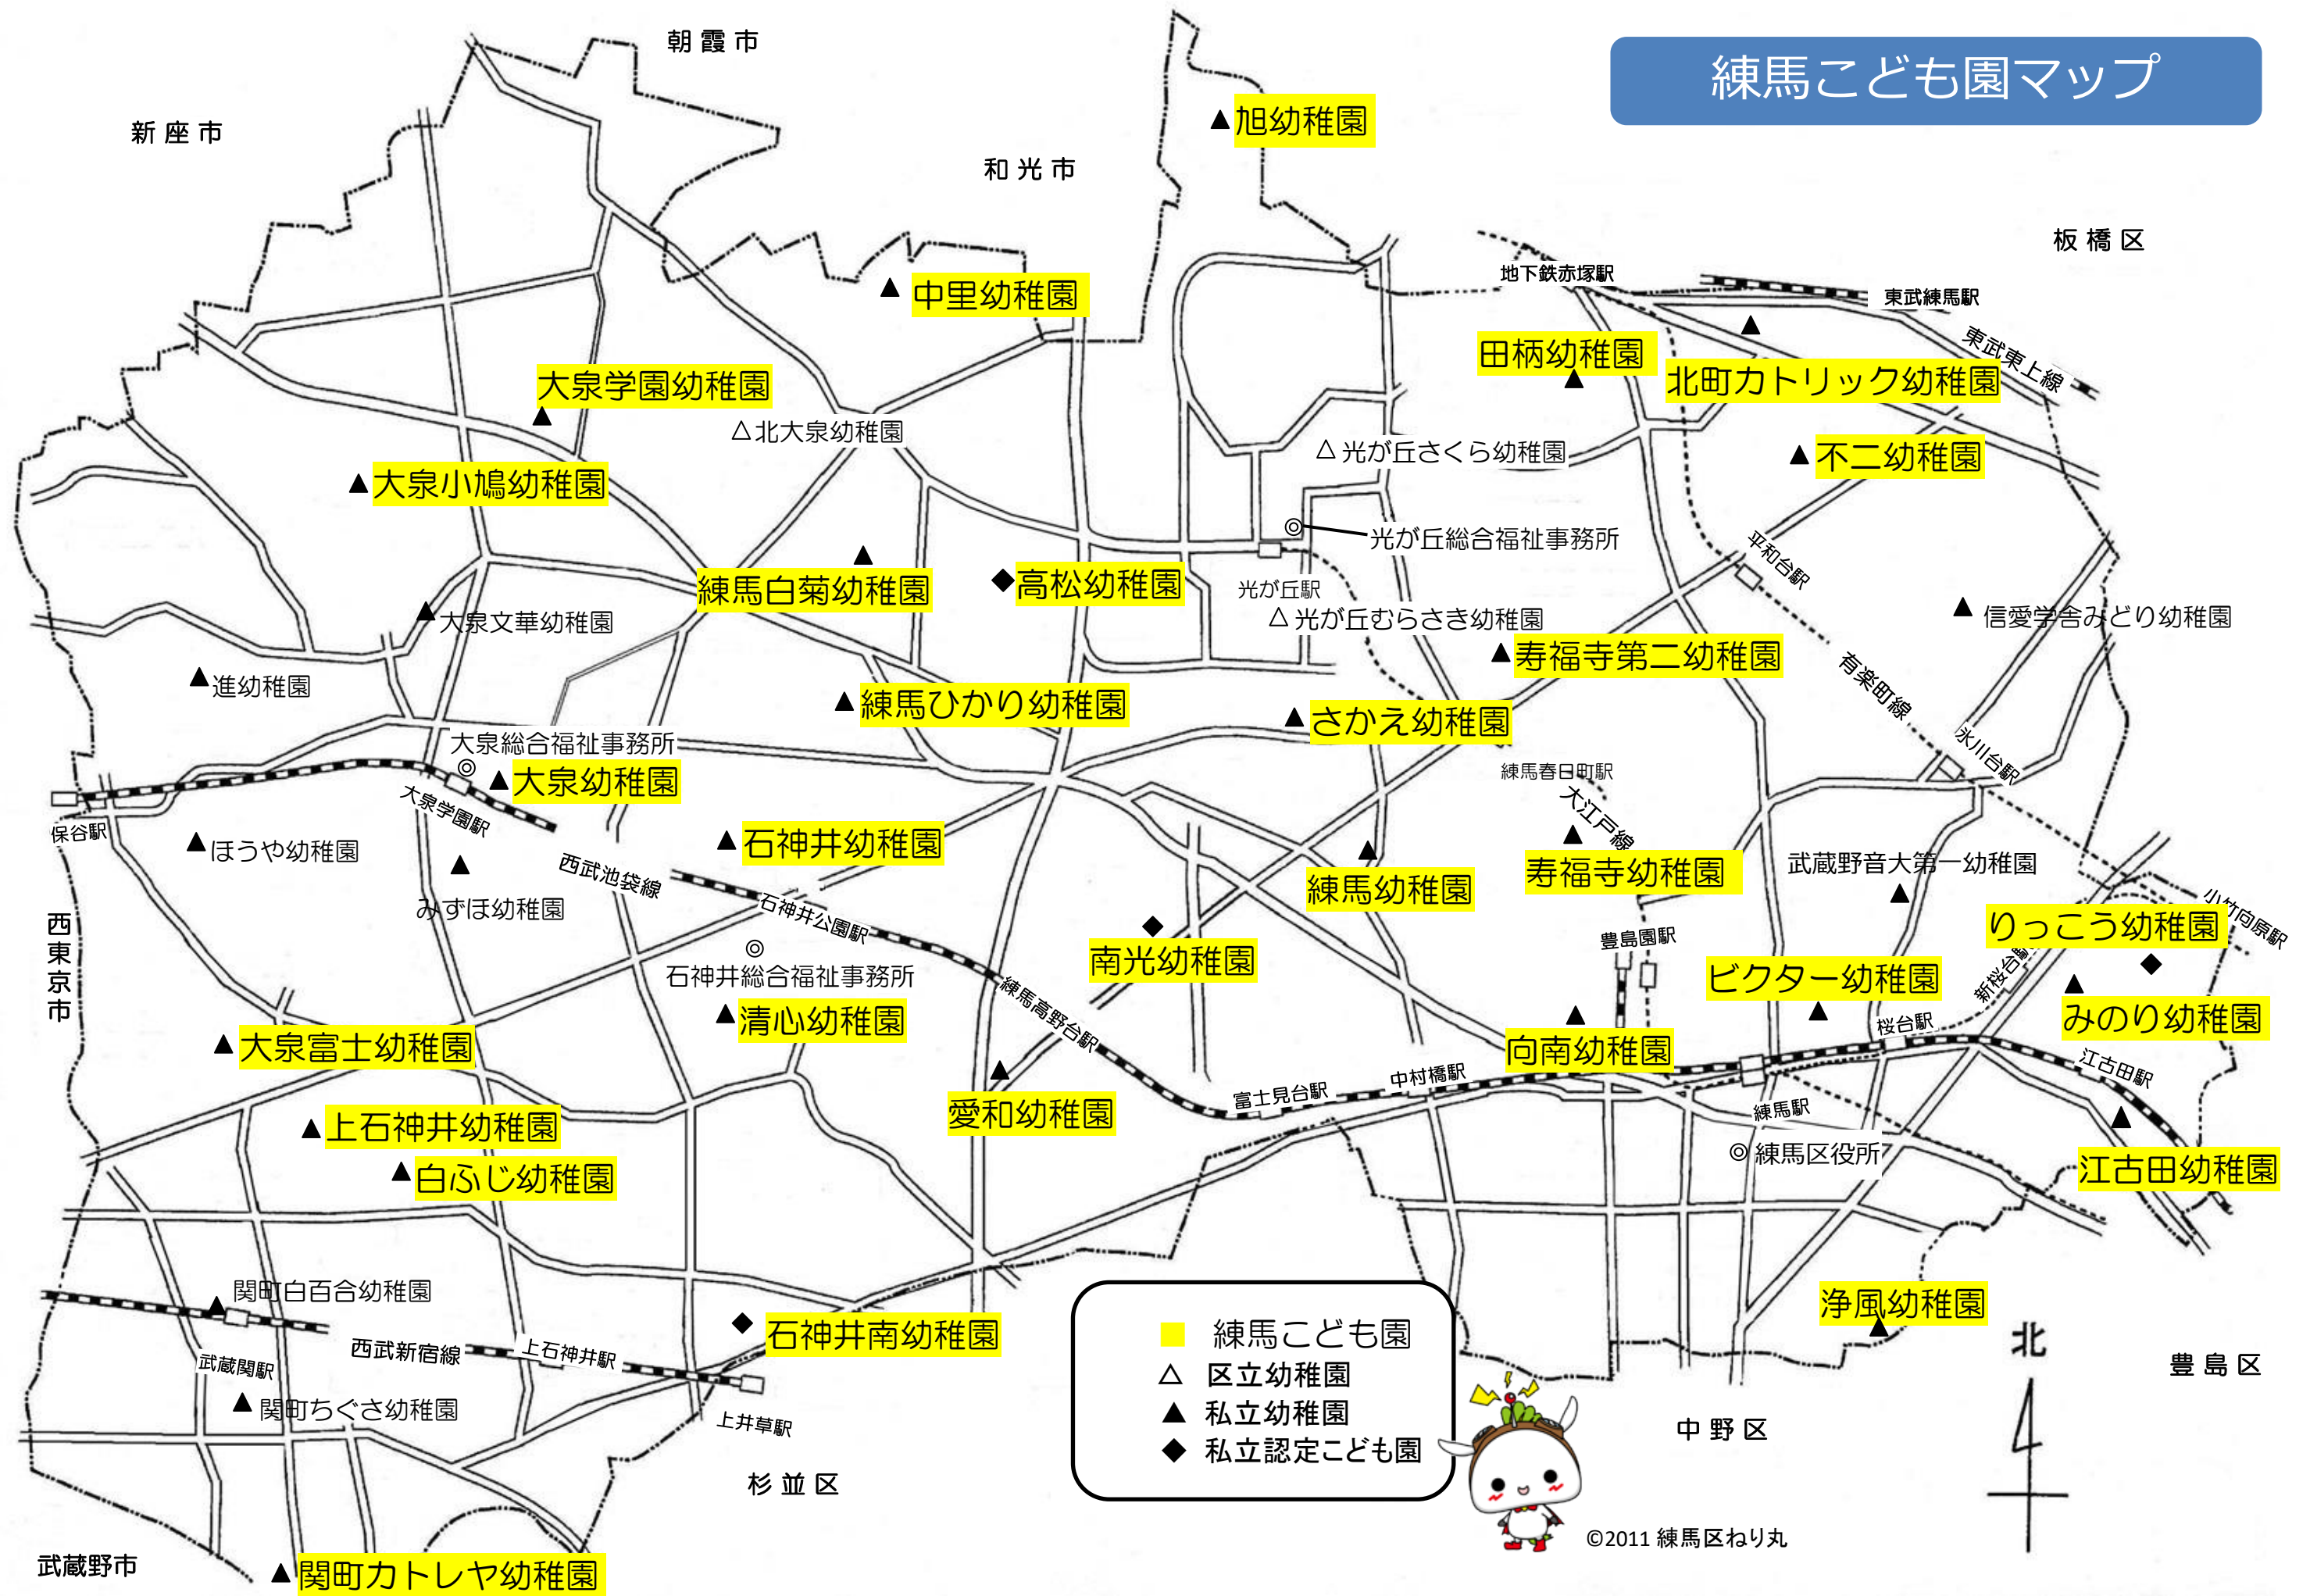 練馬こども園マップ
朝霞市
新座市
和光市
板橋区
旭幼稚園
中里幼稚園
地下鉄赤塚駅
東武練馬駅
東武東上線
田柄幼稚園
北町カトリック幼稚園
大泉学園幼稚園
北大泉幼稚園
光が丘さくら幼稚園
不二幼稚園
大泉小鳩幼稚園
光が丘総合福祉事務所
平和台駅
練馬白菊幼稚園
高松幼稚園
光が丘駅
光が丘むらさき幼稚園
信愛学舎みどり幼稚園
大泉文華幼稚園
寿福寺第二幼稚園
進幼稚園
有楽町線
練馬ひかり幼稚園
さかえ幼稚園
大泉総合福祉事務所
氷川台駅
大泉幼稚園
練馬春日町駅
大江戸線
大泉学園駅
保谷駅
ほうや幼稚園
石神井幼稚園
西武池袋線
練馬幼稚園
寿福寺幼稚園
武蔵野音大第一幼稚園
みずほ幼稚園
石神井公園駅
小竹向原駅
りっこう幼稚園
西東京市
豊島園駅
南光幼稚園
石神井総合福祉事務所
ビクター幼稚園
新桜台駅
練馬高野台駅
清心幼稚園
みのり幼稚園
桜台駅
大泉富士幼稚園
向南幼稚園
江古田駅
中村橋駅
富士見台駅
愛和幼稚園
練馬駅
上石神井幼稚園
練馬区役所
江古田幼稚園
白ふじ幼稚園
関町白百合幼稚園
浄風幼稚園
石神井南幼稚園
西武新宿線
上石神井駅
武蔵関駅
関町ちぐさ幼稚園
上井草駅
練馬こども園
区立幼稚園
私立幼稚園
私立認定こども園
北
豊島区
中野区
杉並区
©2011 練馬区ねり丸
武蔵野市
関町カトレヤ幼稚園